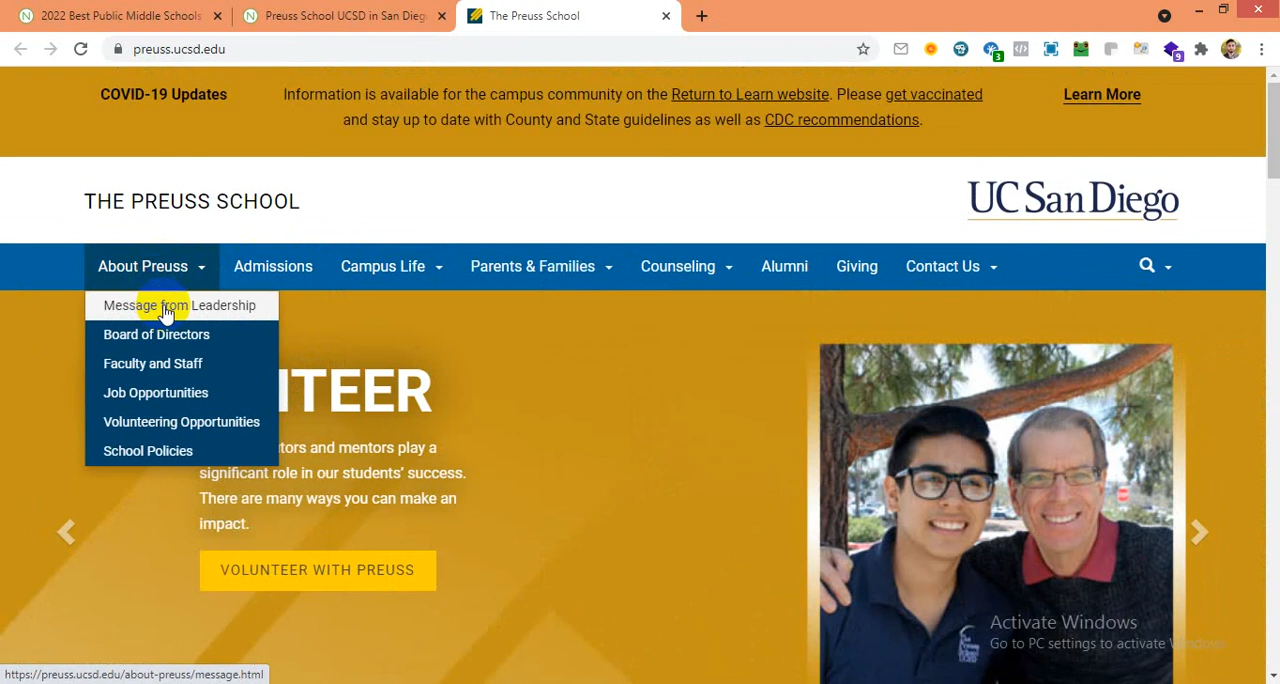 2022 Best Public Middle Schools
Preuss School UCSD in San Dieg
The Preuss School
preuss.ucsd.edu
3
9
COVID-19 Updates
Information is available for the campus community on the Return to Learn website. Please get vaccinated
and stay up to date with County and State guidelines as well as CDC recommendations.
Learn More
THE PREUSS SCHOOL
UC San Diego
About Preuss
Admissions
Campus Life
Parents & Families
Counseling
Alumni
Giving
Contact Us
Message from Leadership
Board of Directors
Faculty and Staff
Job Opportunities
Volunteering Opportunities
School Policies
NTEER
tors and mentors play a
significant role in our students' success.
There are many ways you can make an
impact.
VOLUNTEER WITH PREUSS
Activate Windows
Go to PC settings to activate Windows
https://preuss.ucsd.edu/about-preuss/message.html